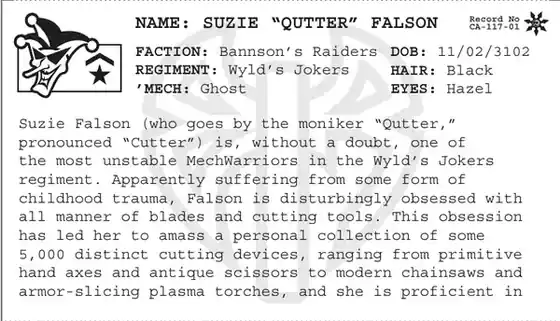 NAME: SUZIE “QUTTER” FALSON
Record No
CA-117-01
FACTION: Bannson’s Raiders DOB: 11/02/3102
REGIMENT: Wyld’s Jokers HAIR: Black
’MECH: Ghost EYES: Hazel
Suzie Falson (who goes by the moniker “Qutter,”
pronounced “Cutter”) is, without a doubt, one of
the most unstable MechWarriors in the Wyld’s Jokers
regiment. Apparently suffering from some form of
childhood trauma, Falson is disturbingly obsessed with
all manner of blades and cutting tools. This obsession
has led her to amass a personal collection of some
5,000 distinct cutting devices, ranging from primitive
hand axes and antique scissors to modern chainsaws and
armor-slicing plasma torches, and she is proficient in